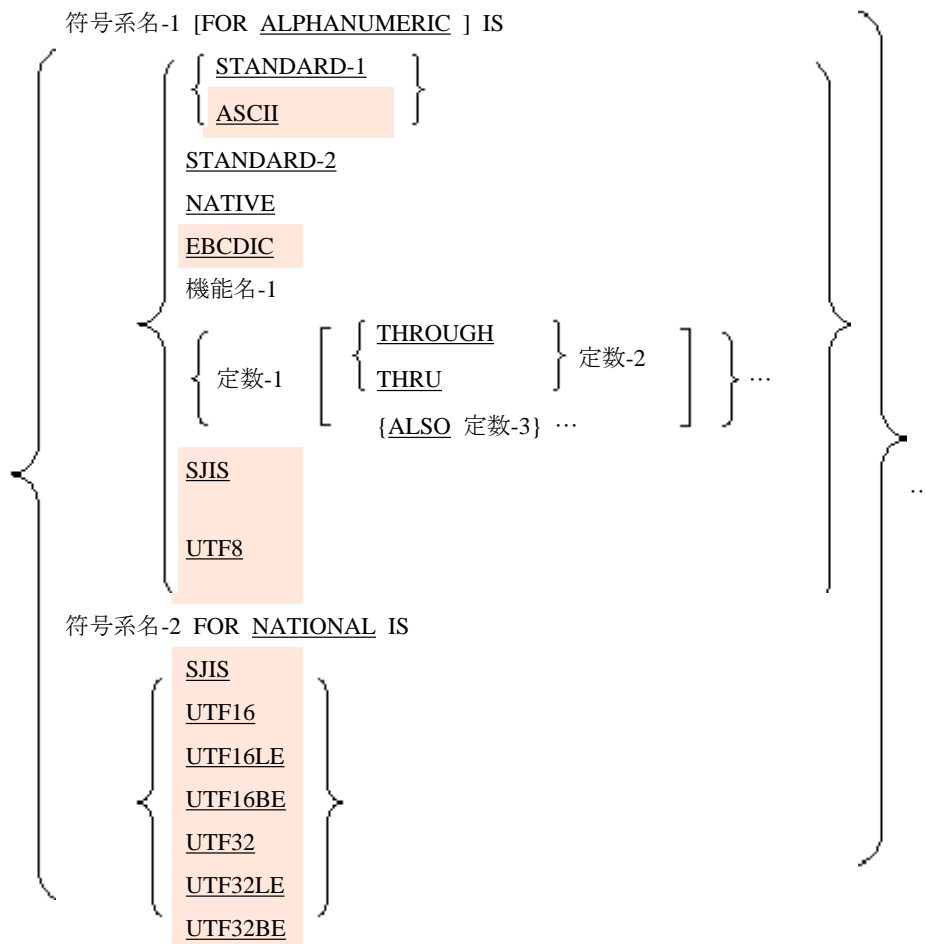 符号系名-1 [FOR ALPHANUMERIC ] IS
STANDARD-1
ASCII
STANDARD-2
NATIVE
EBCDIC
機能名-1
定数-1
THROUGH
THRU
定数-2
…
{ALSO 定数-3} …
SJIS
UTF8
‥
符号系名-2 FOR NATIONAL IS
SJIS
UTF16
UTF16LE
UTF16BE
UTF32
UTF32LE
UTF32BE